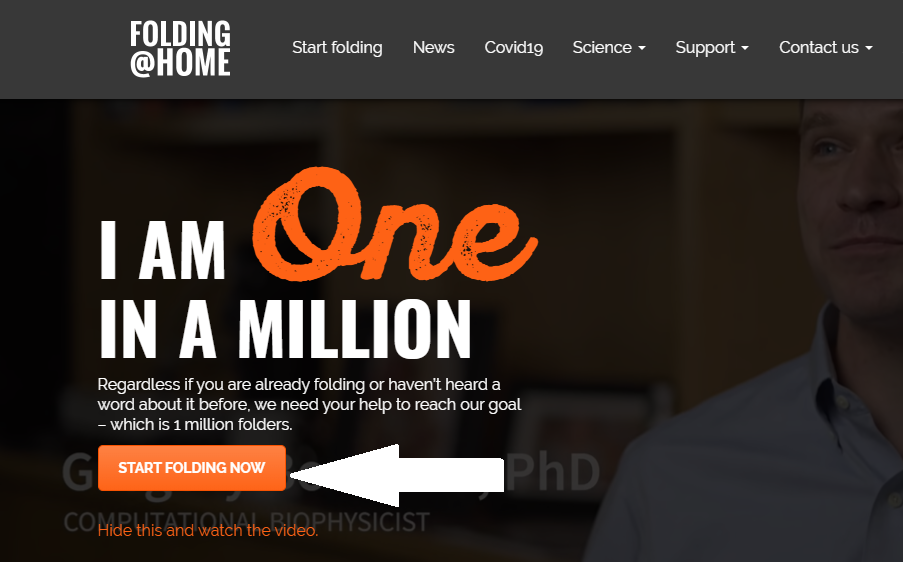 FOLDING
@HOME
Start folding News Covid19 Science Support Contact us
I AM One
IN A MILLION
Regardless if you are already folding or haven't heard a
word about it before, we need your help to reach our goal
– which is 1 million folders.
START FOLDING NOW
PhD
COMPUTATIONAL BIOPHYSICIST
Hide this and watch the video.